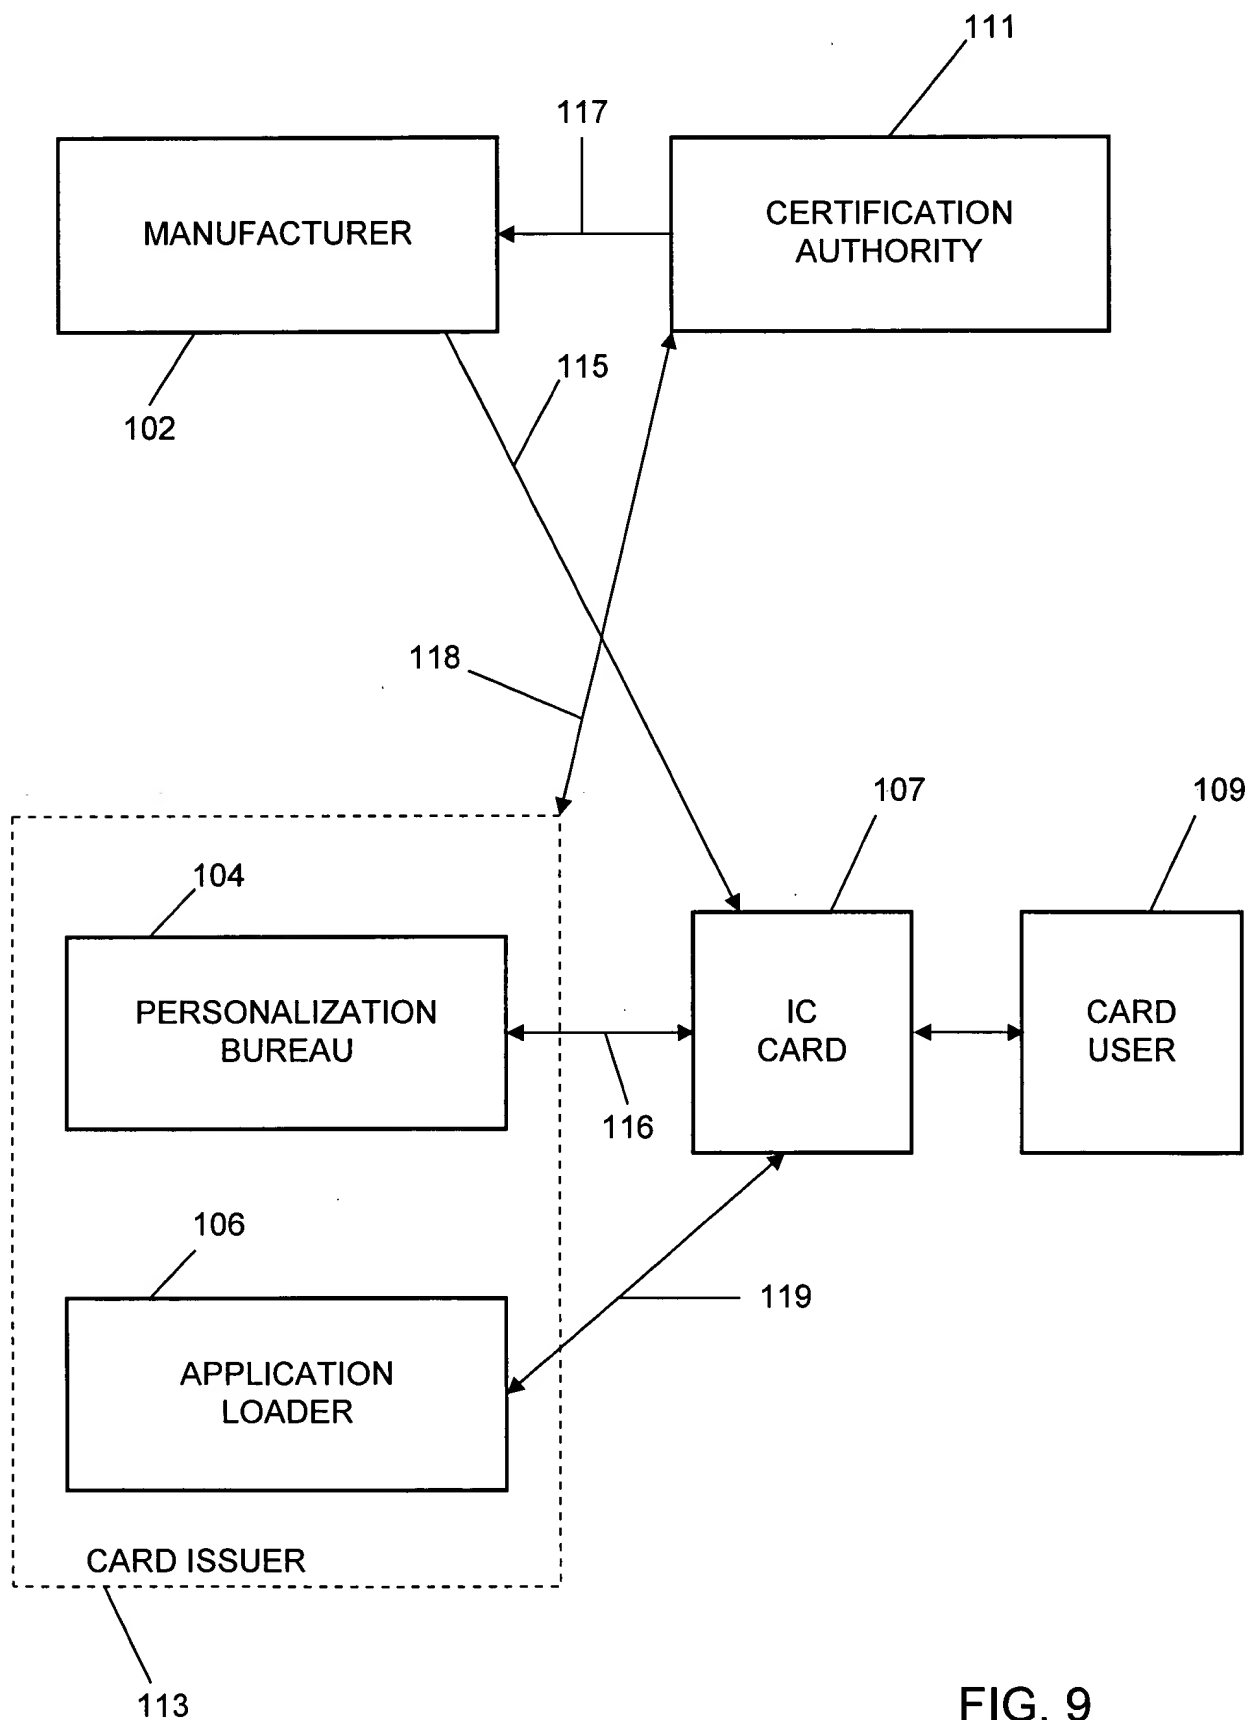 111
117
MANUFACTURER
CERTIFICATION
AUTHORITY
115
102
118
107
109
104
PERSONALIZATION
BUREAU
IC
CARD
CARD
USER
116
106
119
APPLICATION
LOADER
CARD ISSUER
113
FIG. 9